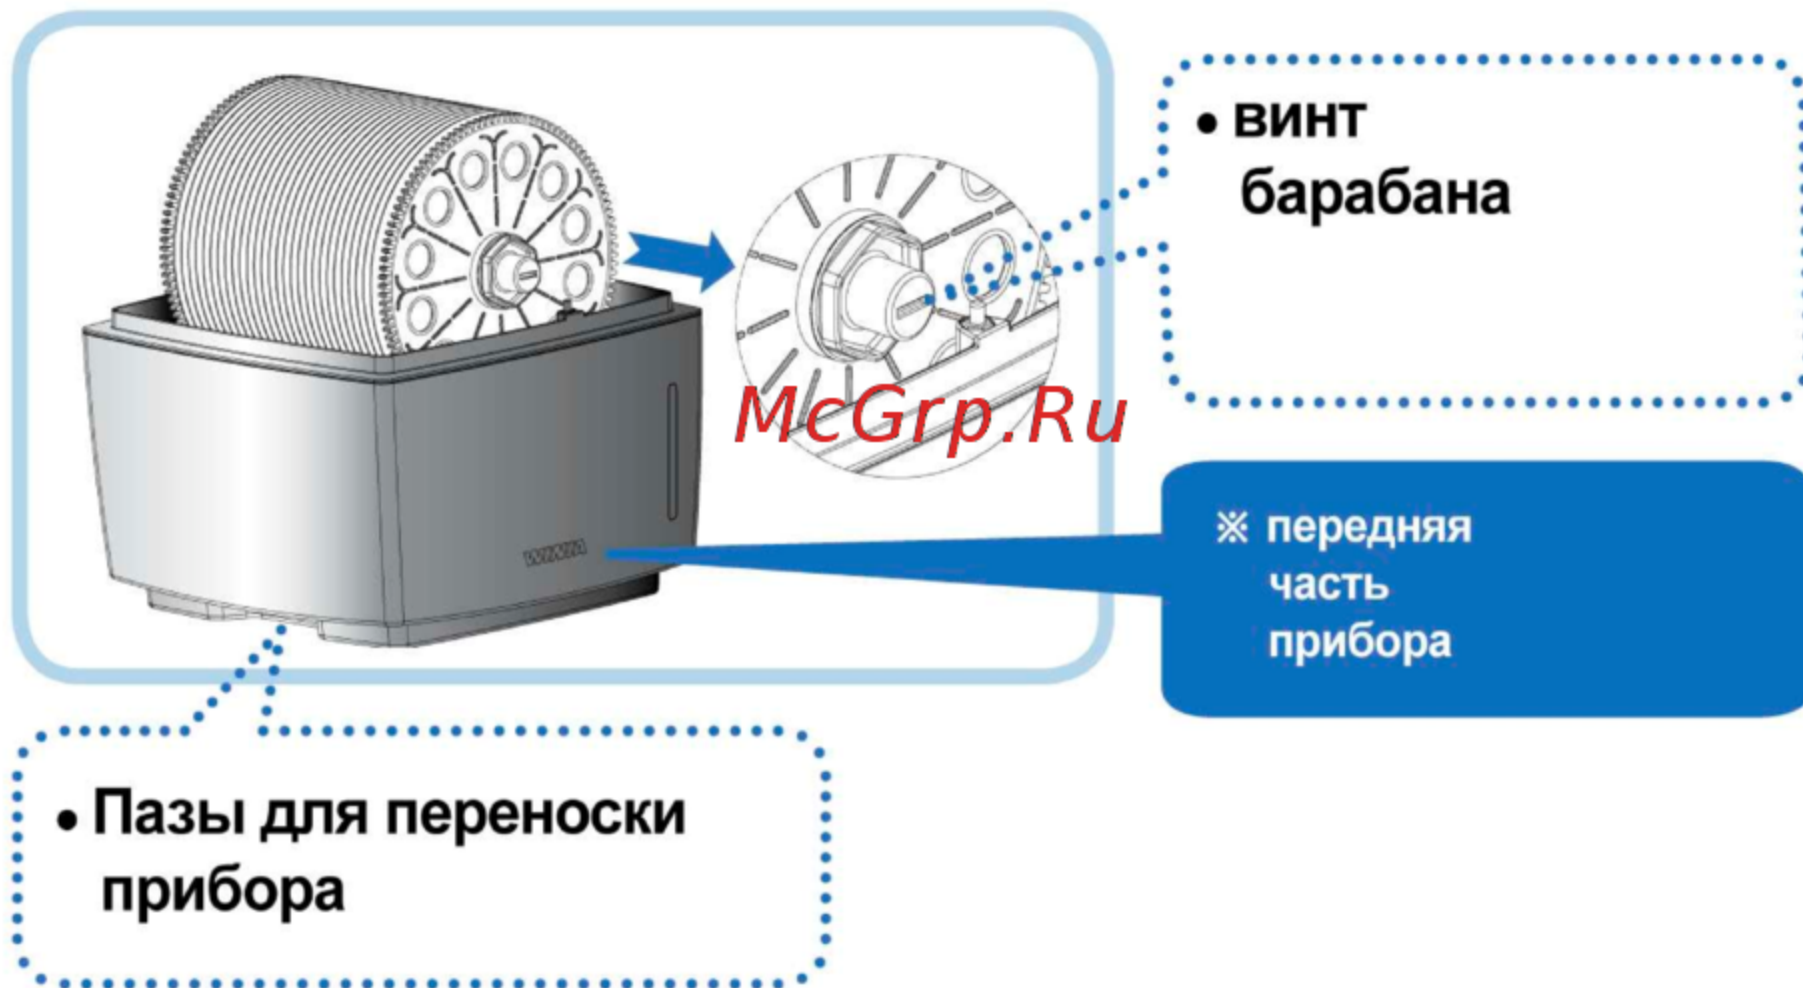 • винт
барабана
McGrp.Ru
※ передняя
часть
прибора
WINIA
• Пазы для переноски
прибора